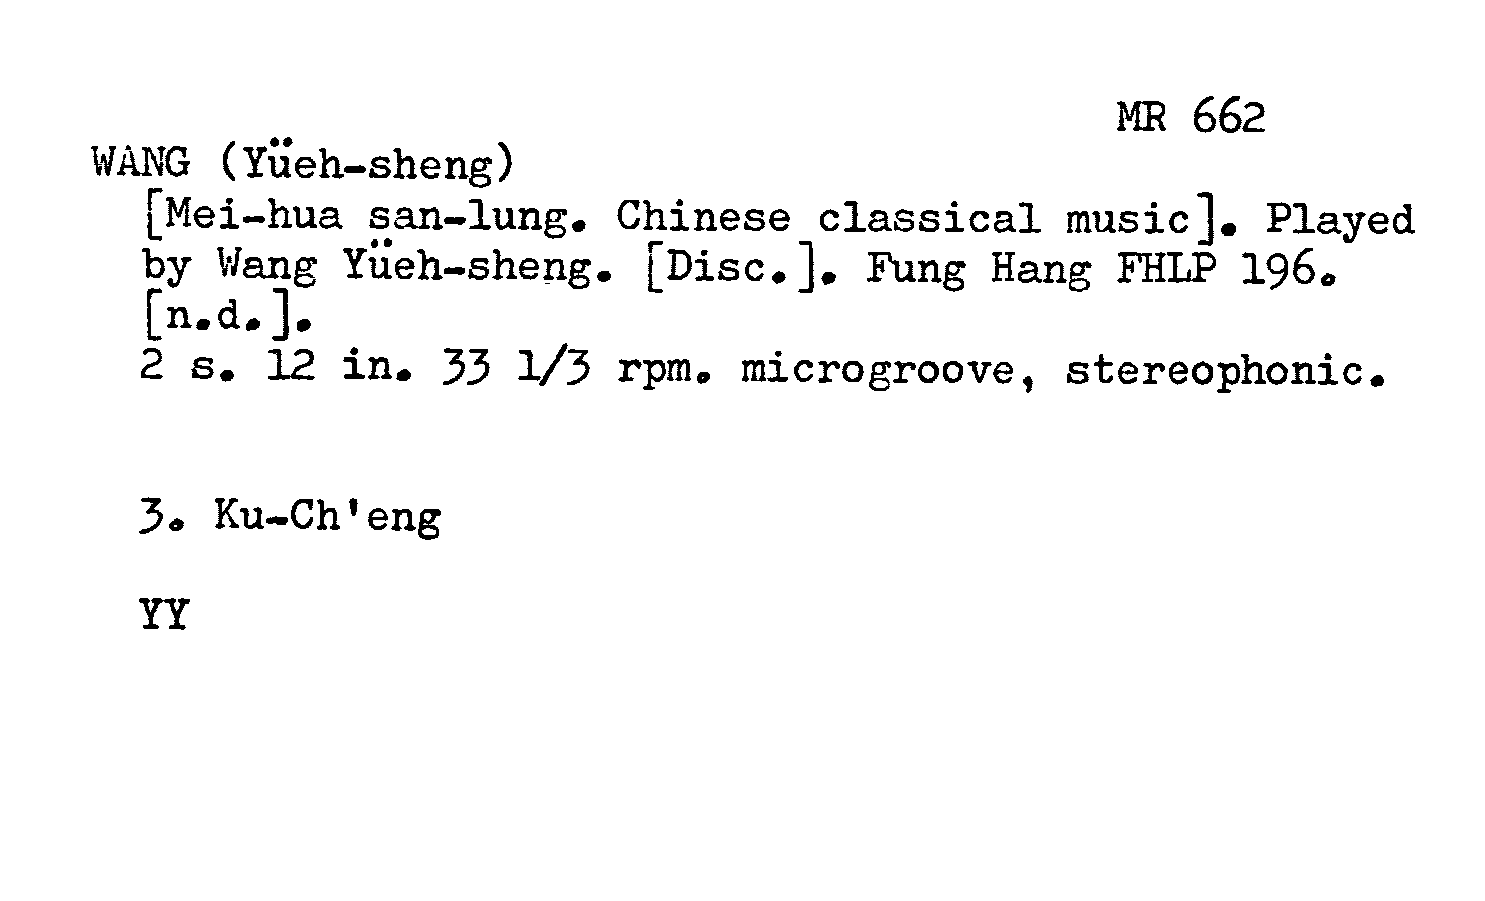 MR 662
WANG (Yüeh-sheng)
[Mei-hua san-lung. Chinese classical music]. Played
by Wang Yüeh-sheng. [Disc.]. Fung Hang FHLP 196.
[n.d.].
2 s. 12 in. 33 1/3 rpm. microgroove, stereophonic.
3. Ku-Ch'eng
YY